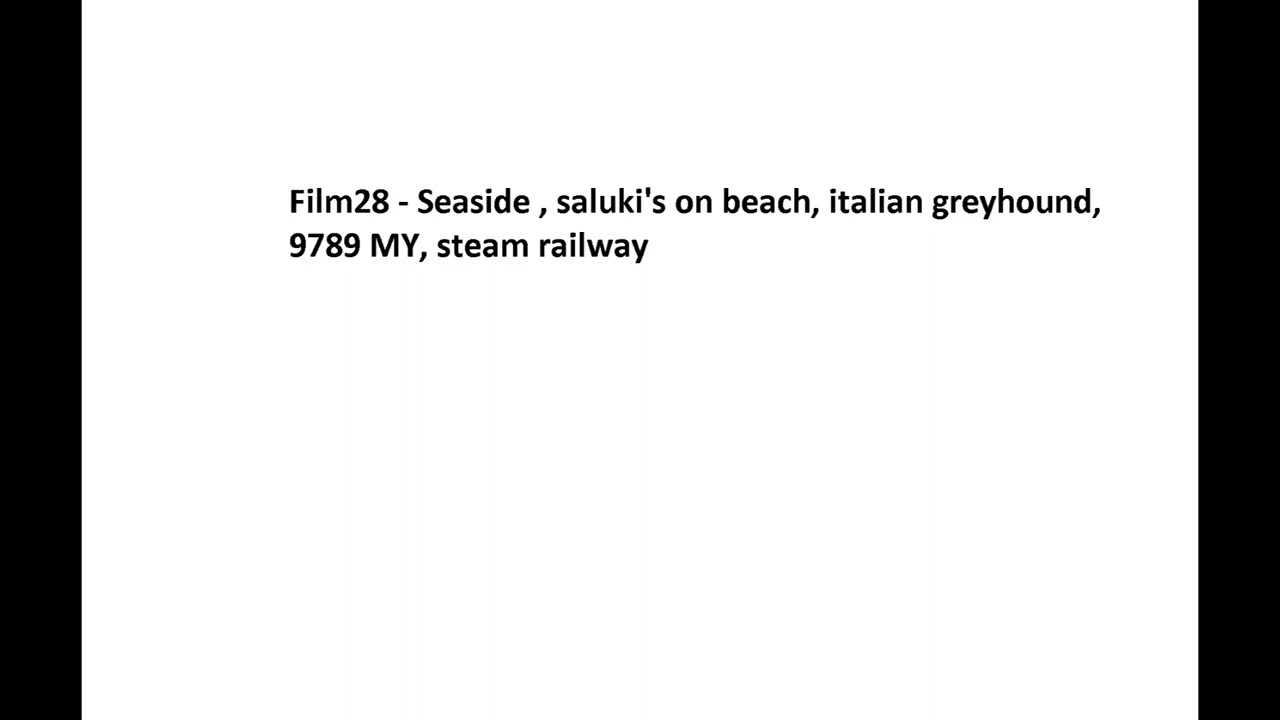 Film28 - Seaside , saluki's on beach, italian greyhound,
9789 MY, steam railway